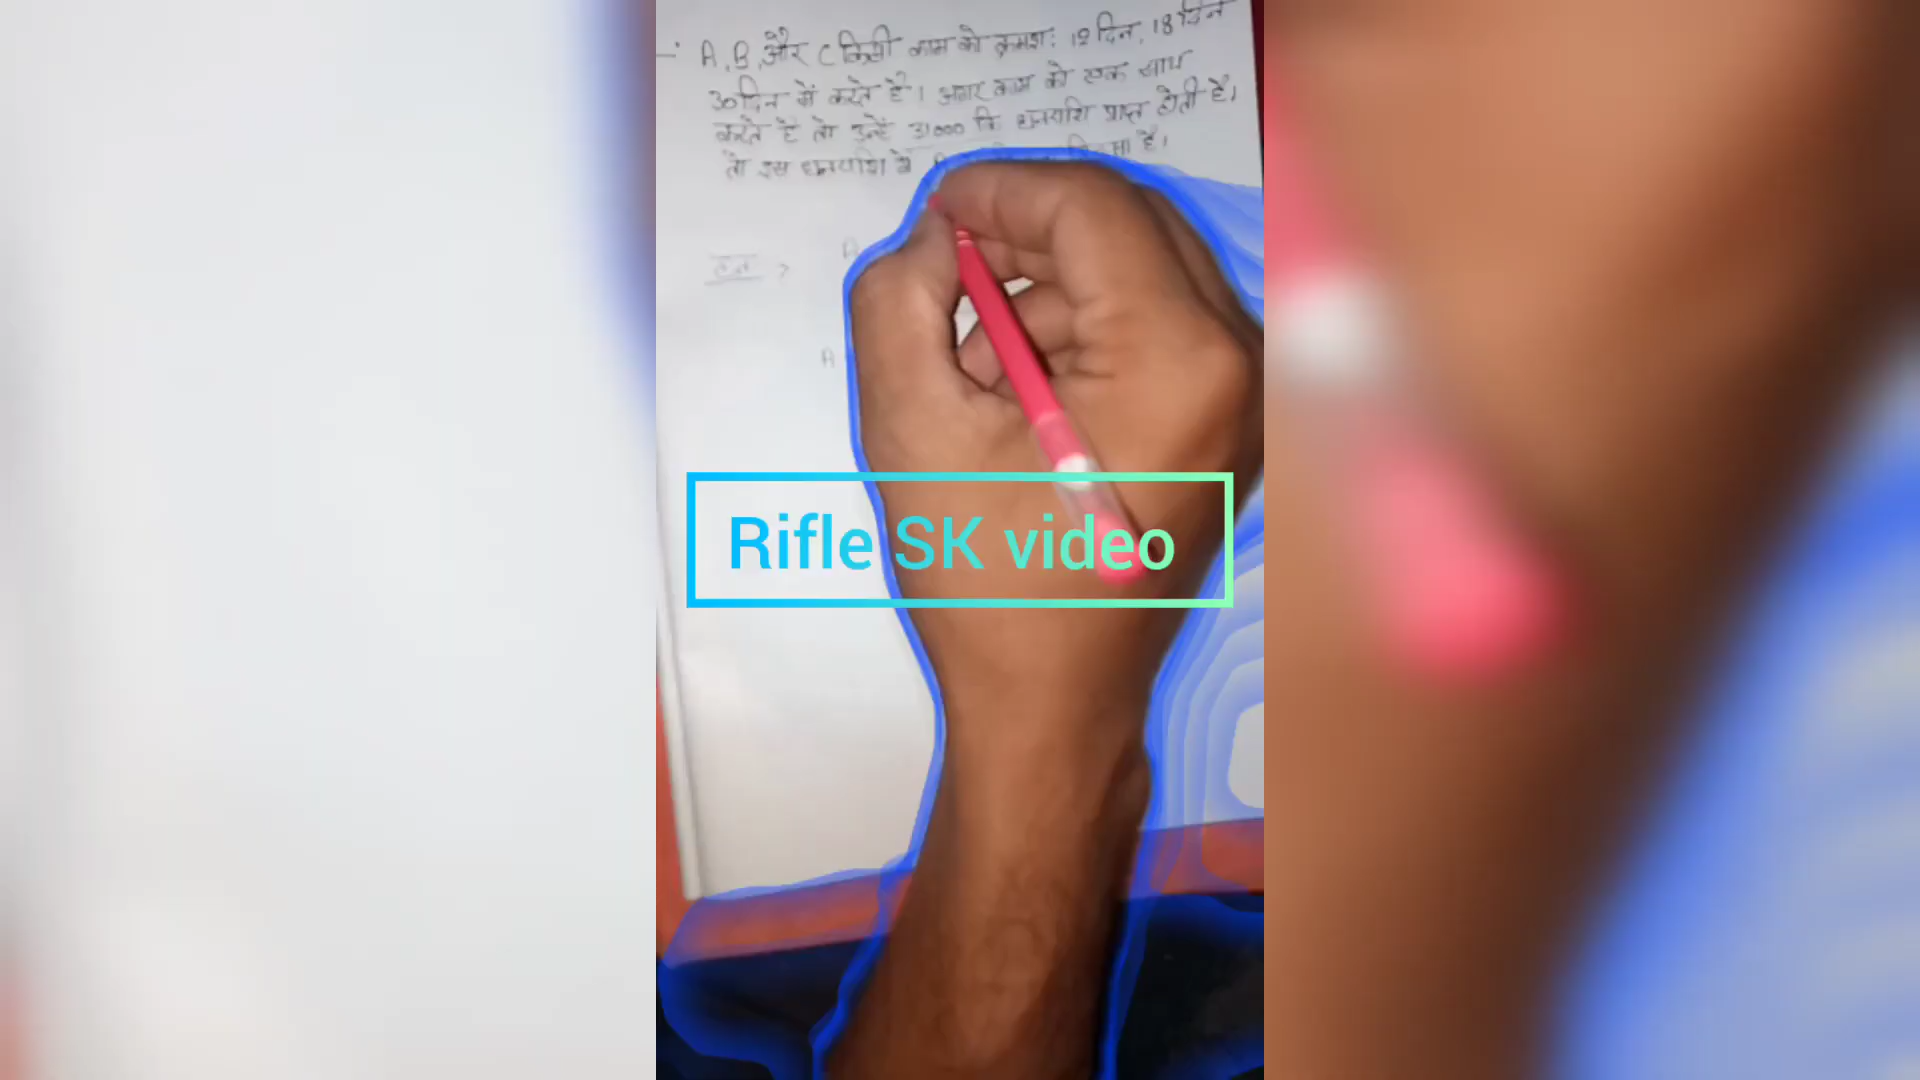 A, B, और C किसी काम को क्रमश: 12 दिन, 18 दिन
30 दिन में करते है। अगर काम को एक साथ
करते है तो उन्हें 31000 कि धनराशि प्राप्त होती है।
तो इस धनराशि में है।
हल ?
A
A
Rifle SK video